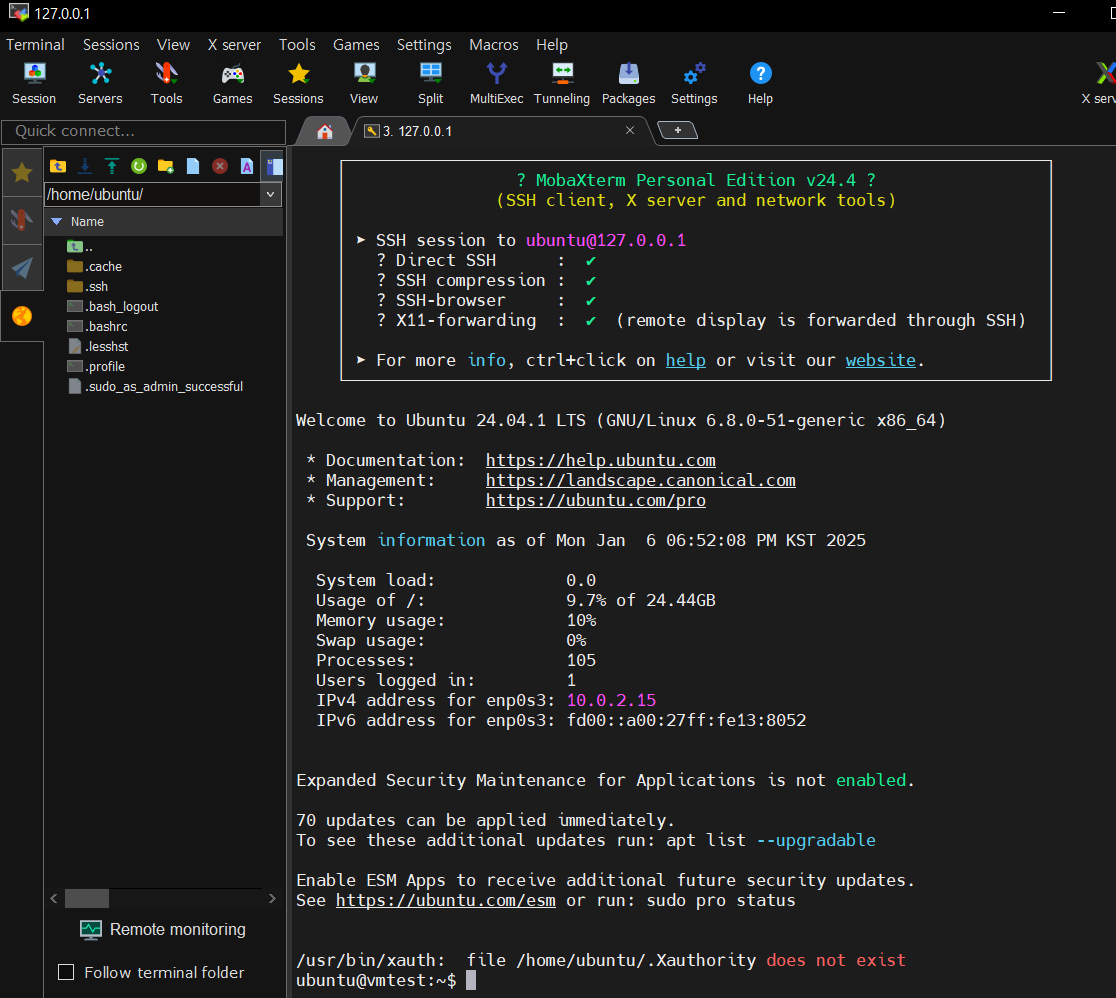 127.0.0.1
Terminal Sessions View X server Tools Games Settings Macros Help
Session Servers Tools Games Sessions View Split MultiExec Tunneling Packages Settings Help X serv
Quick connect...
3. 127.0.0.1
/home/ubuntu/
Name
..
.cache
.ssh
.bash_logout
.bashrc
.lesshst
.profile
.sudo_as_admin_successful
Remote monitoring
Follow terminal folder
? MobaXterm Personal Edition v24.4 ?
(SSH client, X server and network tools)
➤ SSH session to ubuntu@127.0.0.1
? Direct SSH : ✔
? SSH compression : ✔
? SSH-browser : ✔
? X11-forwarding : ✔ (remote display is forwarded through SSH)
➤ For more info, ctrl+click on help or visit our website.
Welcome to Ubuntu 24.04.1 LTS (GNU/Linux 6.8.0-51-generic x86_64)
* Documentation: https://help.ubuntu.com
* Management: https://landscape.canonical.com
* Support: https://ubuntu.com/pro
System information as of Mon Jan 6 06:52:08 PM KST 2025
System load: 0.0
Usage of /: 9.7% of 24.44GB
Memory usage: 10%
Swap usage: 0%
Processes: 105
Users logged in: 1
IPv4 address for enp0s3: 10.0.2.15
IPv6 address for enp0s3: fd00::a00:27ff:fe13:8052
Expanded Security Maintenance for Applications is not enabled.
70 updates can be applied immediately.
To see these additional updates run: apt list --upgradable
Enable ESM Apps to receive additional future security updates.
See https://ubuntu.com/esm or run: sudo pro status
/usr/bin/xauth: file /home/ubuntu/.Xauthority does not exist
ubuntu@vmtest:~$